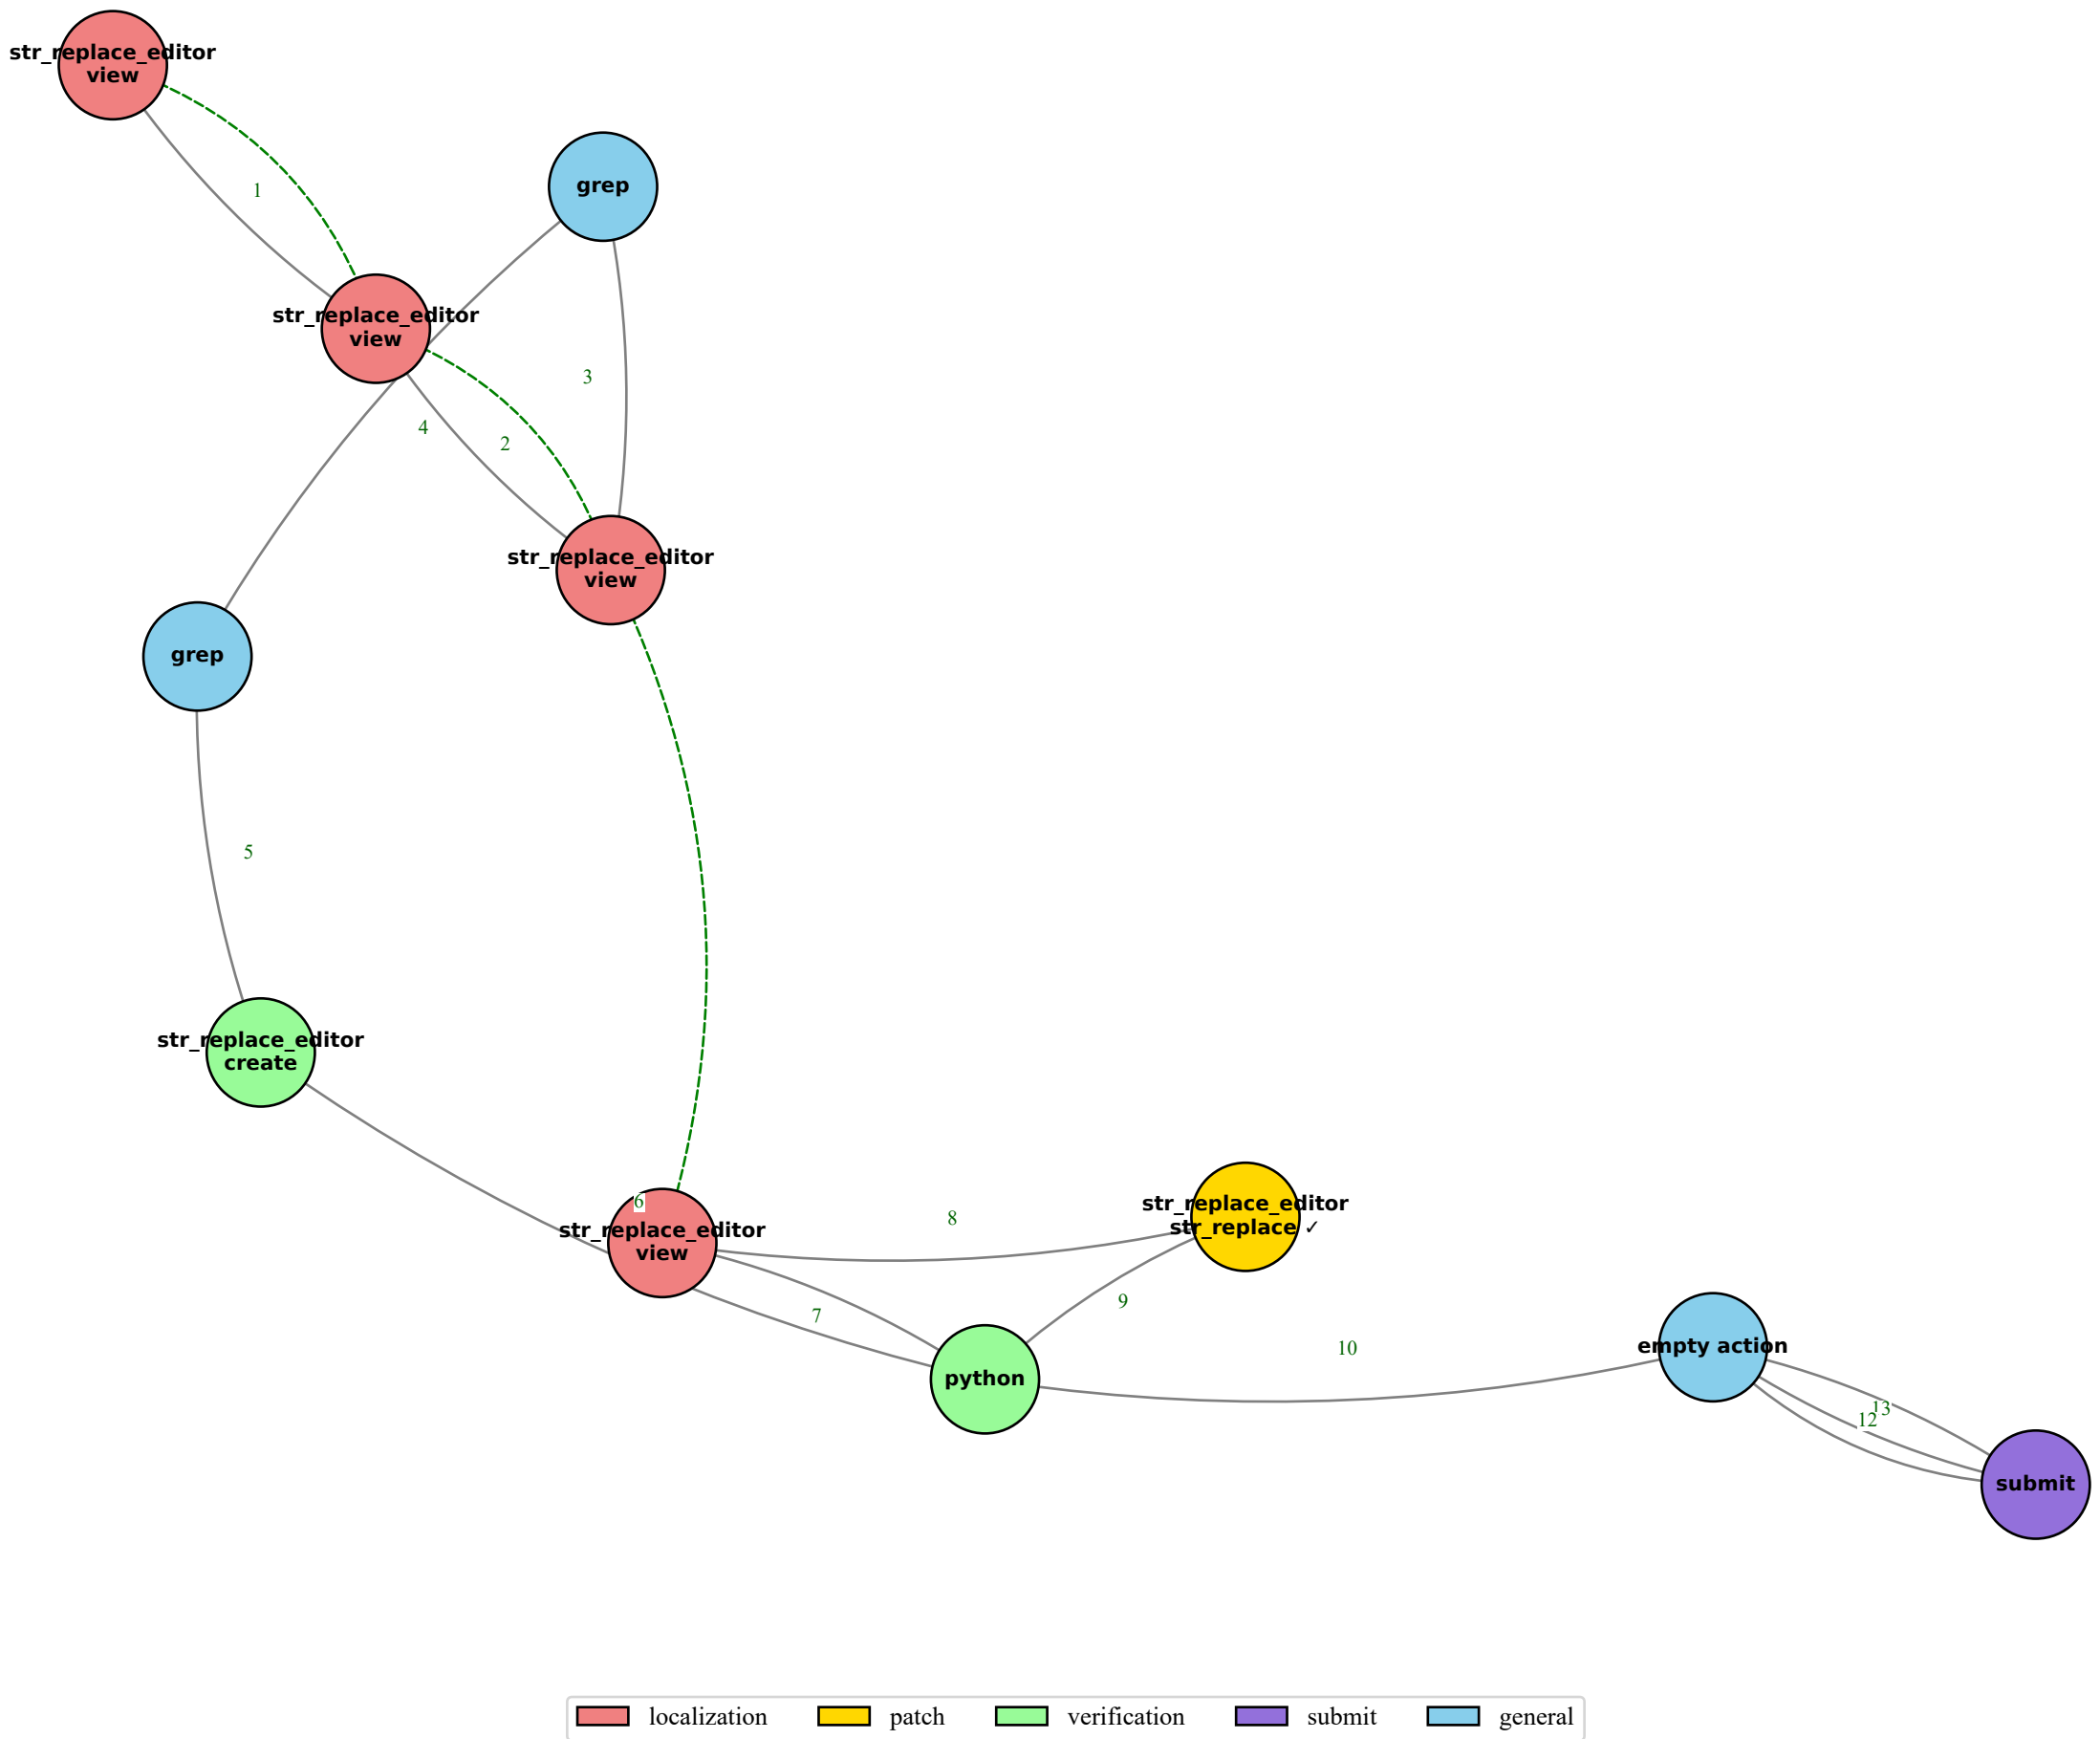 str_replace_editor
view
1
grep
str_replace_editor
view
3
4
2
str_replace_editor
view
grep
5
str_replace_editor
create
6
str_replace_editor
view
8
str_replace_editor
str_replace ✓
7
9
python
10
empty action
13
12
submit
localization
patch
verification
submit
general